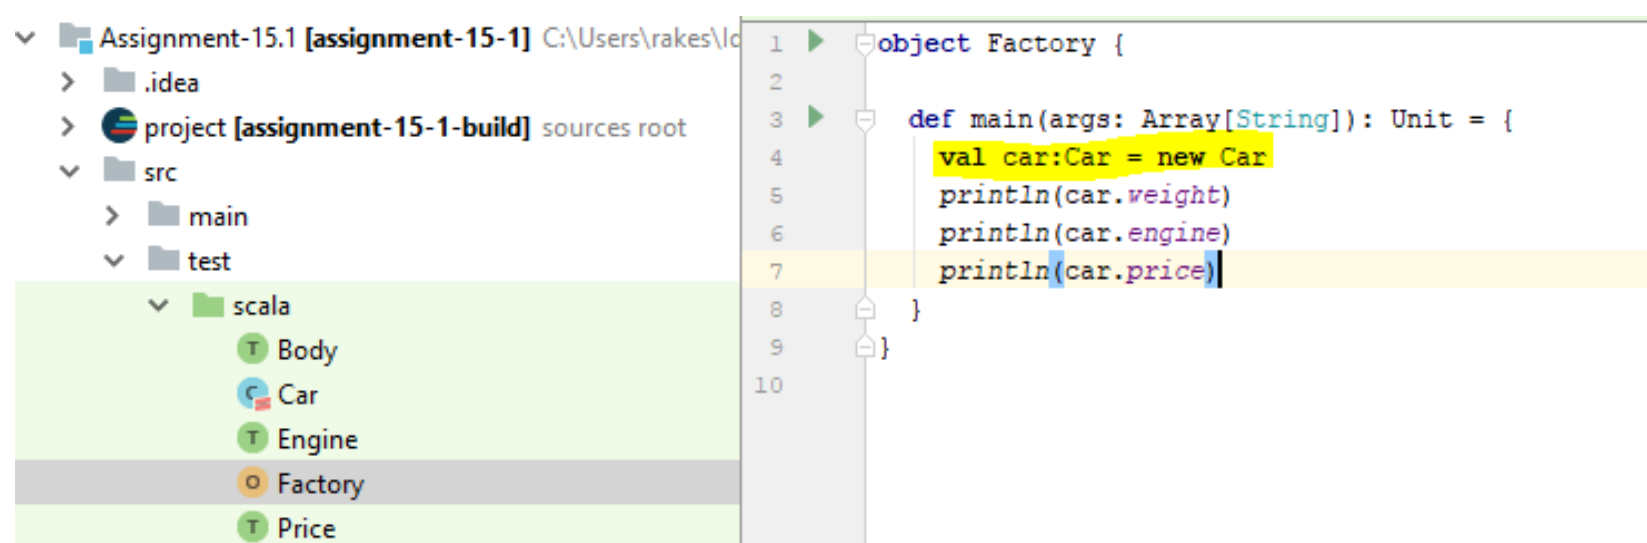 Assignment-15.1 [assignment-15-1] C:\Users\rakes\Id
.idea
project [assignment-15-1-build] sources root
src
main
test
scala
T Body
C Car
T Engine
O Factory
T Price
1 object Factory {
2
3 def main(args: Array[String]): Unit = {
4 val car:Car = new Car
5 println(car.weight)
6 println(car.engine)
7 println(car.price)
8 }
9 }
10